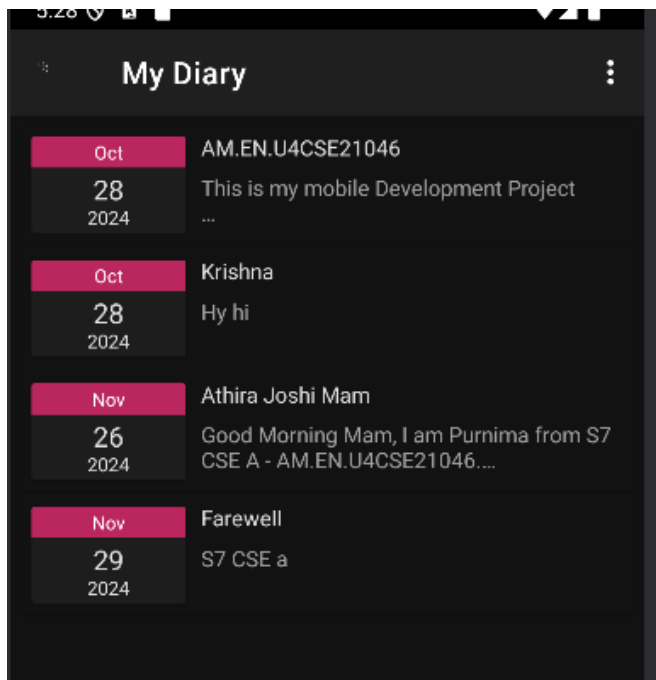 5:28
My Diary
Oct
28
2024
AM.EN.U4CSE21046
This is my mobile Development Project
…
Oct
28
2024
Krishna
Hy hi
Nov
26
2024
Athira Joshi Mam
Good Morning Mam, I am Purnima from S7
CSE A - AM.EN.U4CSE21046....
Nov
29
2024
Farewell
S7 CSE a